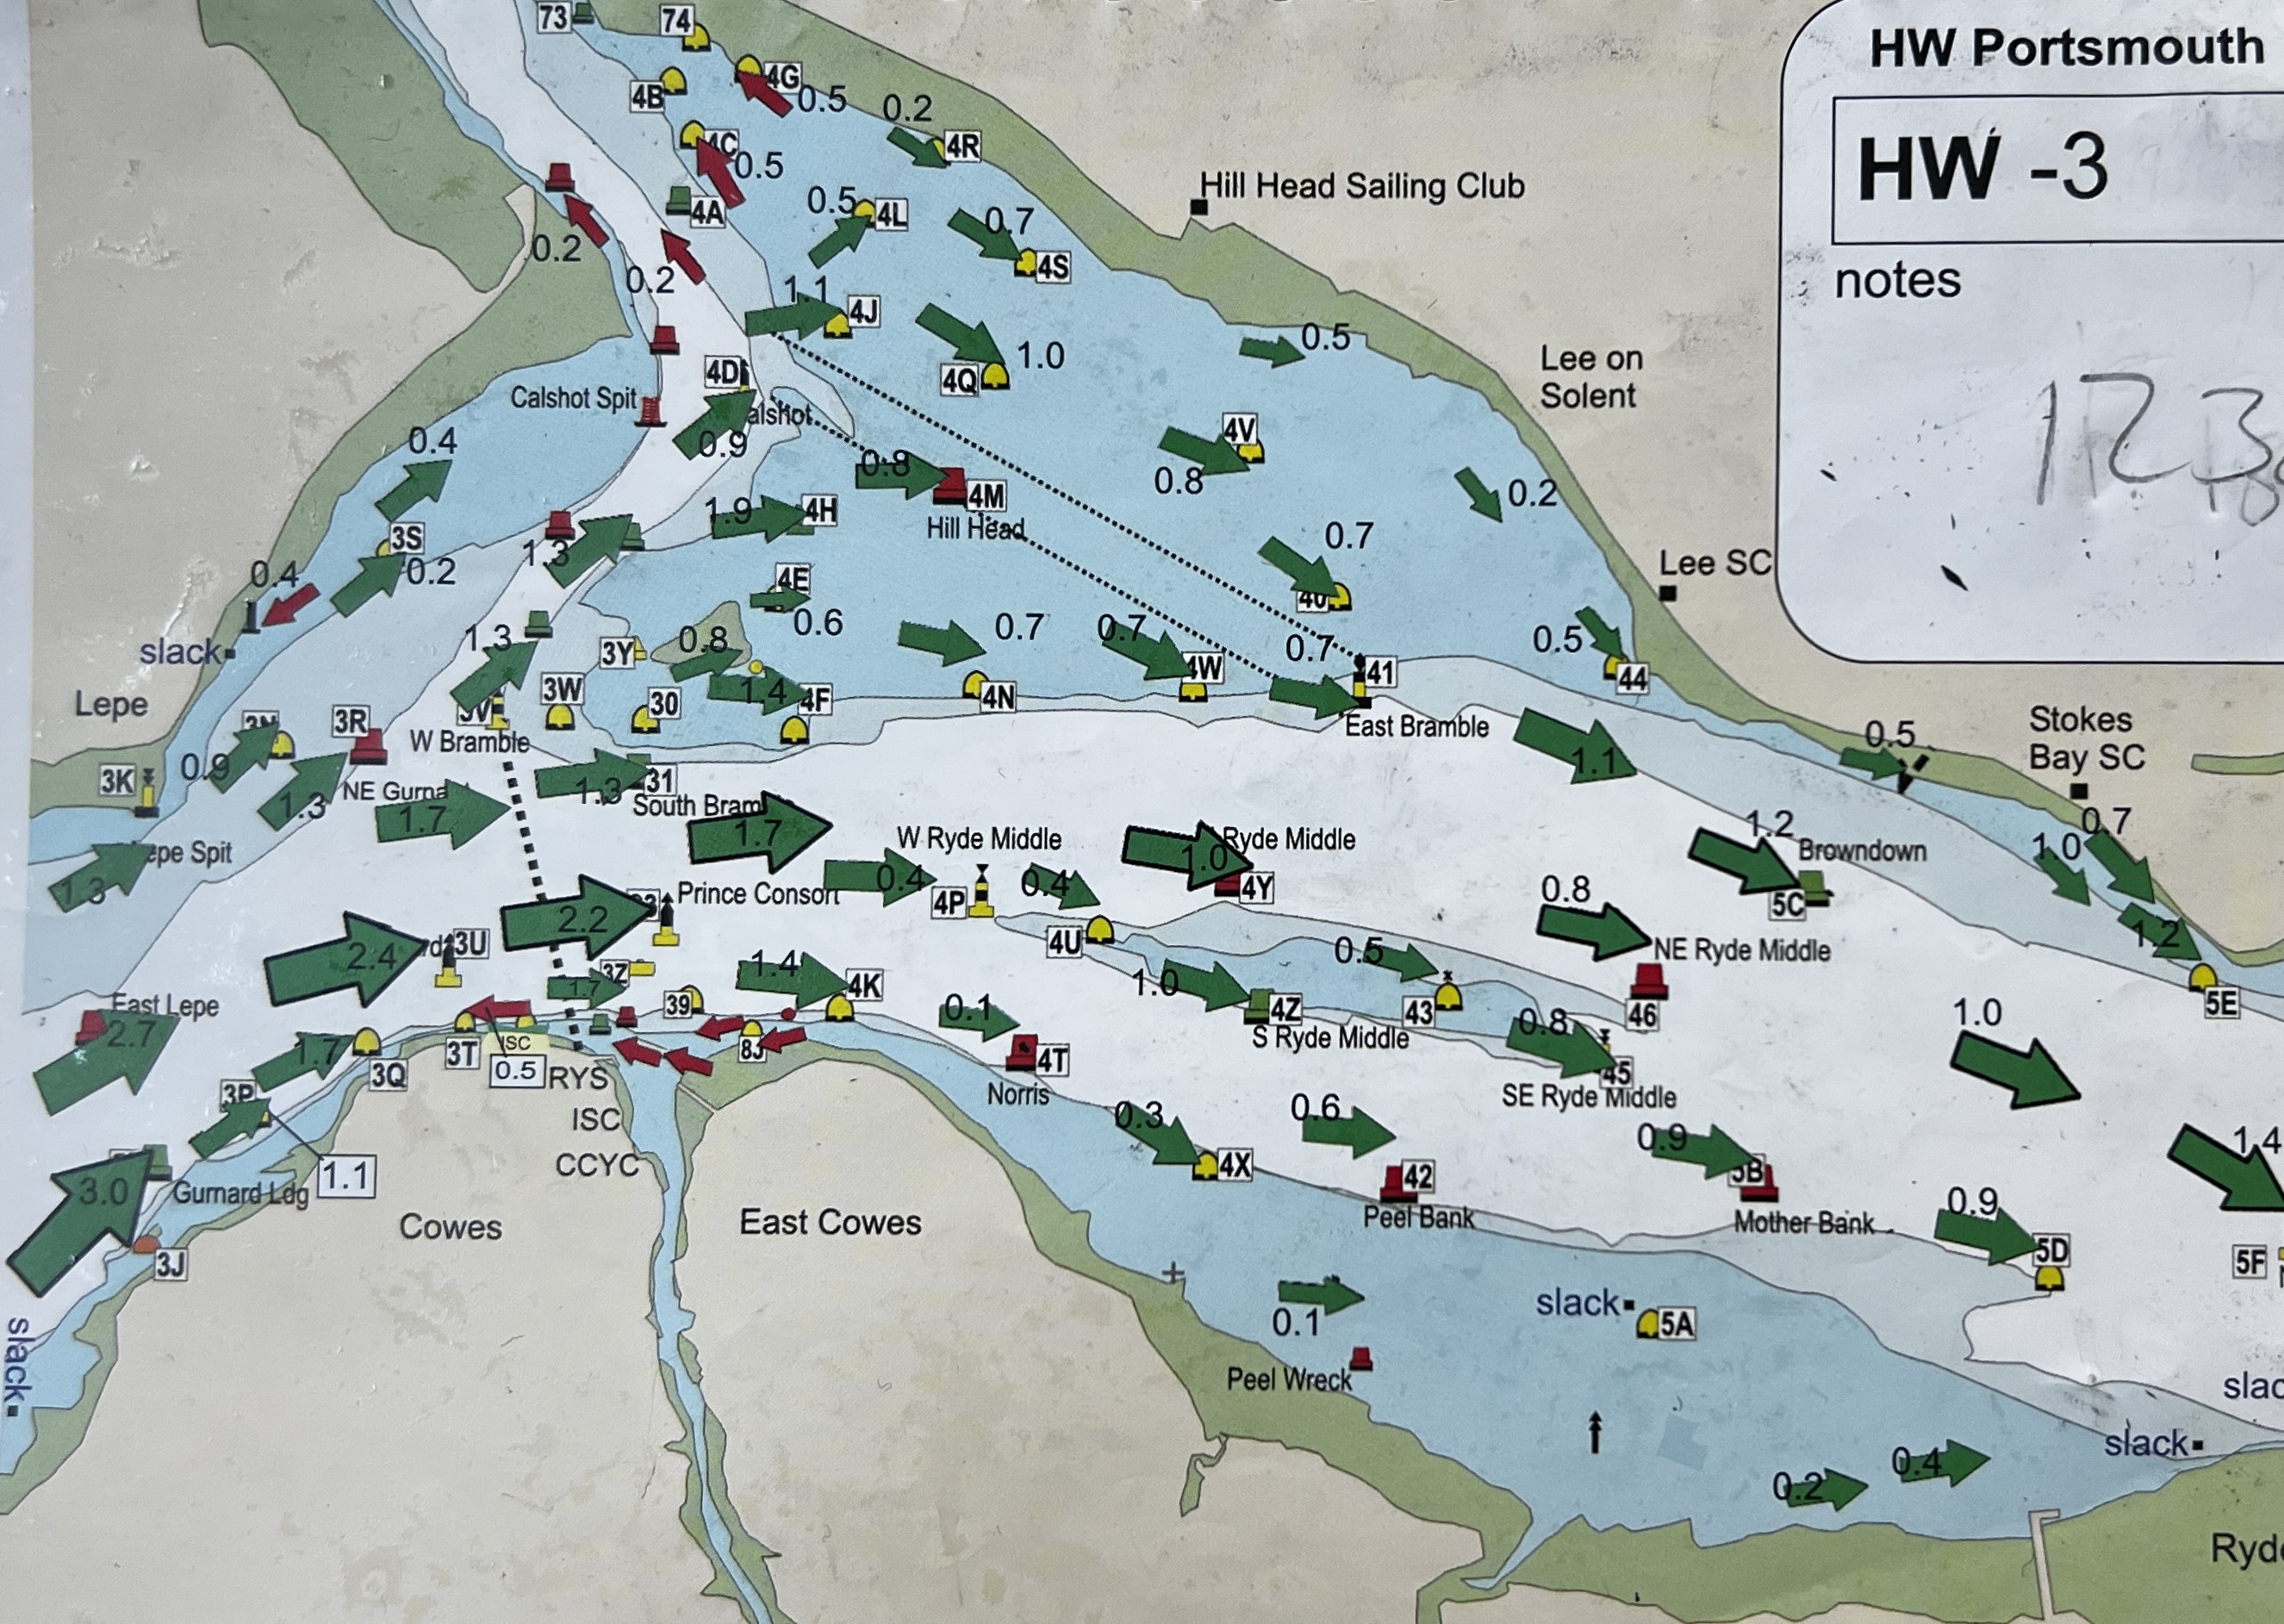 HW Portsmouth
HW -3
notes
123
73
74
4G
0.5
4B
4C
0.5
0.2
4R
4A
0.5
4L
0.7
4S
0.2
0.2
1.1
4J
Hill Head Sailing Club
0.5
Lee on
Solent
4D
4Q
1.0
Calshot Spit
alshot
0.9
0.8
4M
Hill Head
4V
0.8
0.2
0.4
3S
0.2
0.4
slack
1.3
1.9
4H
4E
0.6
0.7
40
Lee SC
Lepe
1.3
3Y
0.8
0.7
0.7
4W
0.7
41
0.5
44
3W
30
1.4
4F
4N
East Bramble
3N
3R
W Bramble
3K
0.9
1.3
NE Gurna
1.7
1.3
31
South Bram
1.7
1.1
0.5
Stokes
Bay SC
epe Spit
1.3
W Ryde Middle
Ryde Middle
1.0
4Y
1.2
Browndown
5C
1.0
0.7
Prince Consort
0.4
4P
0.4
2.2
2.4
3U
0.8
NE Ryde Middle
46
1.2
5E
4U
1.0
0.5
43
4Z
S Ryde Middle
0.8
45
SE Ryde Middle
1.0
East Lepe
2.7
1.7
3Z
39
1.4
4K
0.1
4T
Norris
1.7
3Q
3T
ISC
0.5
8J
RYS
ISC
CCYC
3P
1.1
3.0
Gurnard Ldg
3J
slack
Cowes
East Cowes
0.3
4X
0.6
42
Peel Bank
0.9
5B
Mother Bank
0.9
5D
1.4
5F
0.1
Peel Wreck
slack
5A
slac
slack
0.2
0.4
Ryde